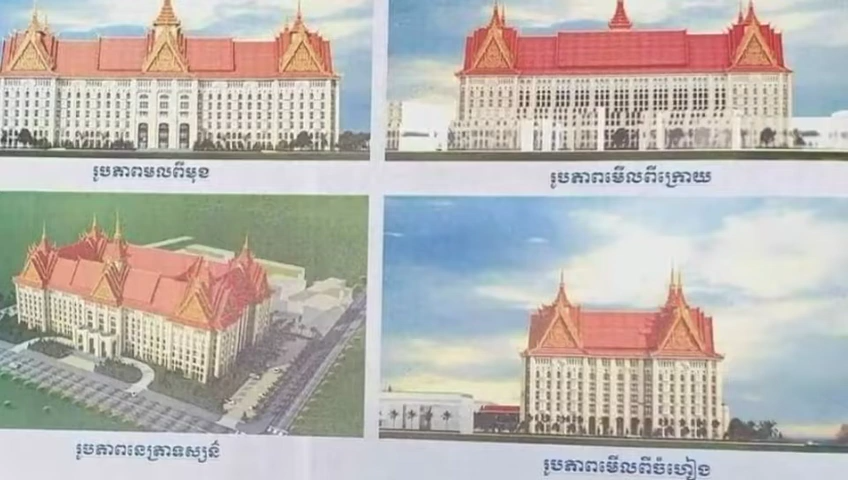 រូបភាពមលពីមុខ
រូបភាពមើលពីក្រោយ
រូបភាពនេត្រាទស្សន៍
រូបភាពមើលពីចំហៀង